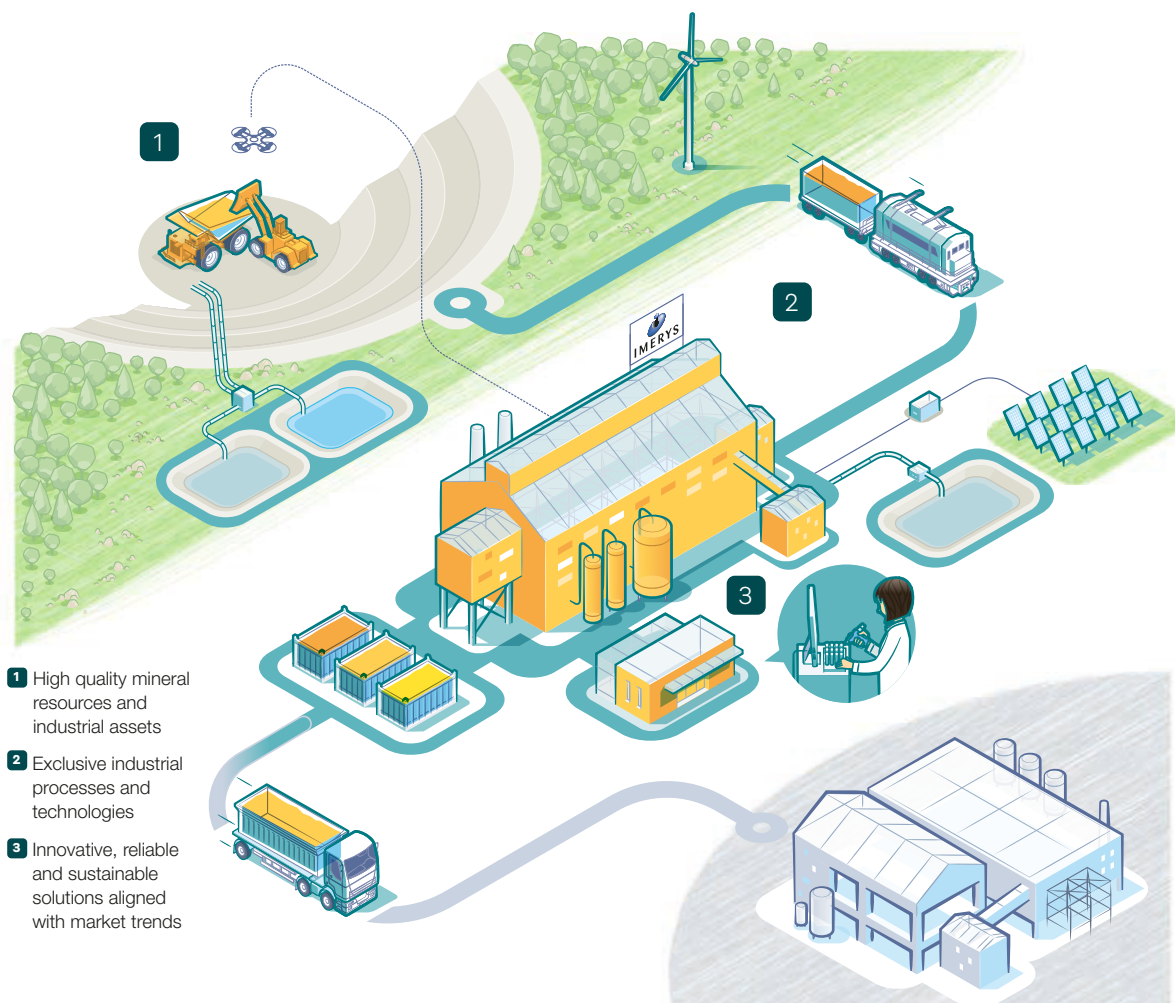 1
IMERYS
2
3
1 High quality mineral
resources and
industrial assets
2 Exclusive industrial
processes and
technologies
3 Innovative, reliable
and sustainable
solutions aligned
with market trends